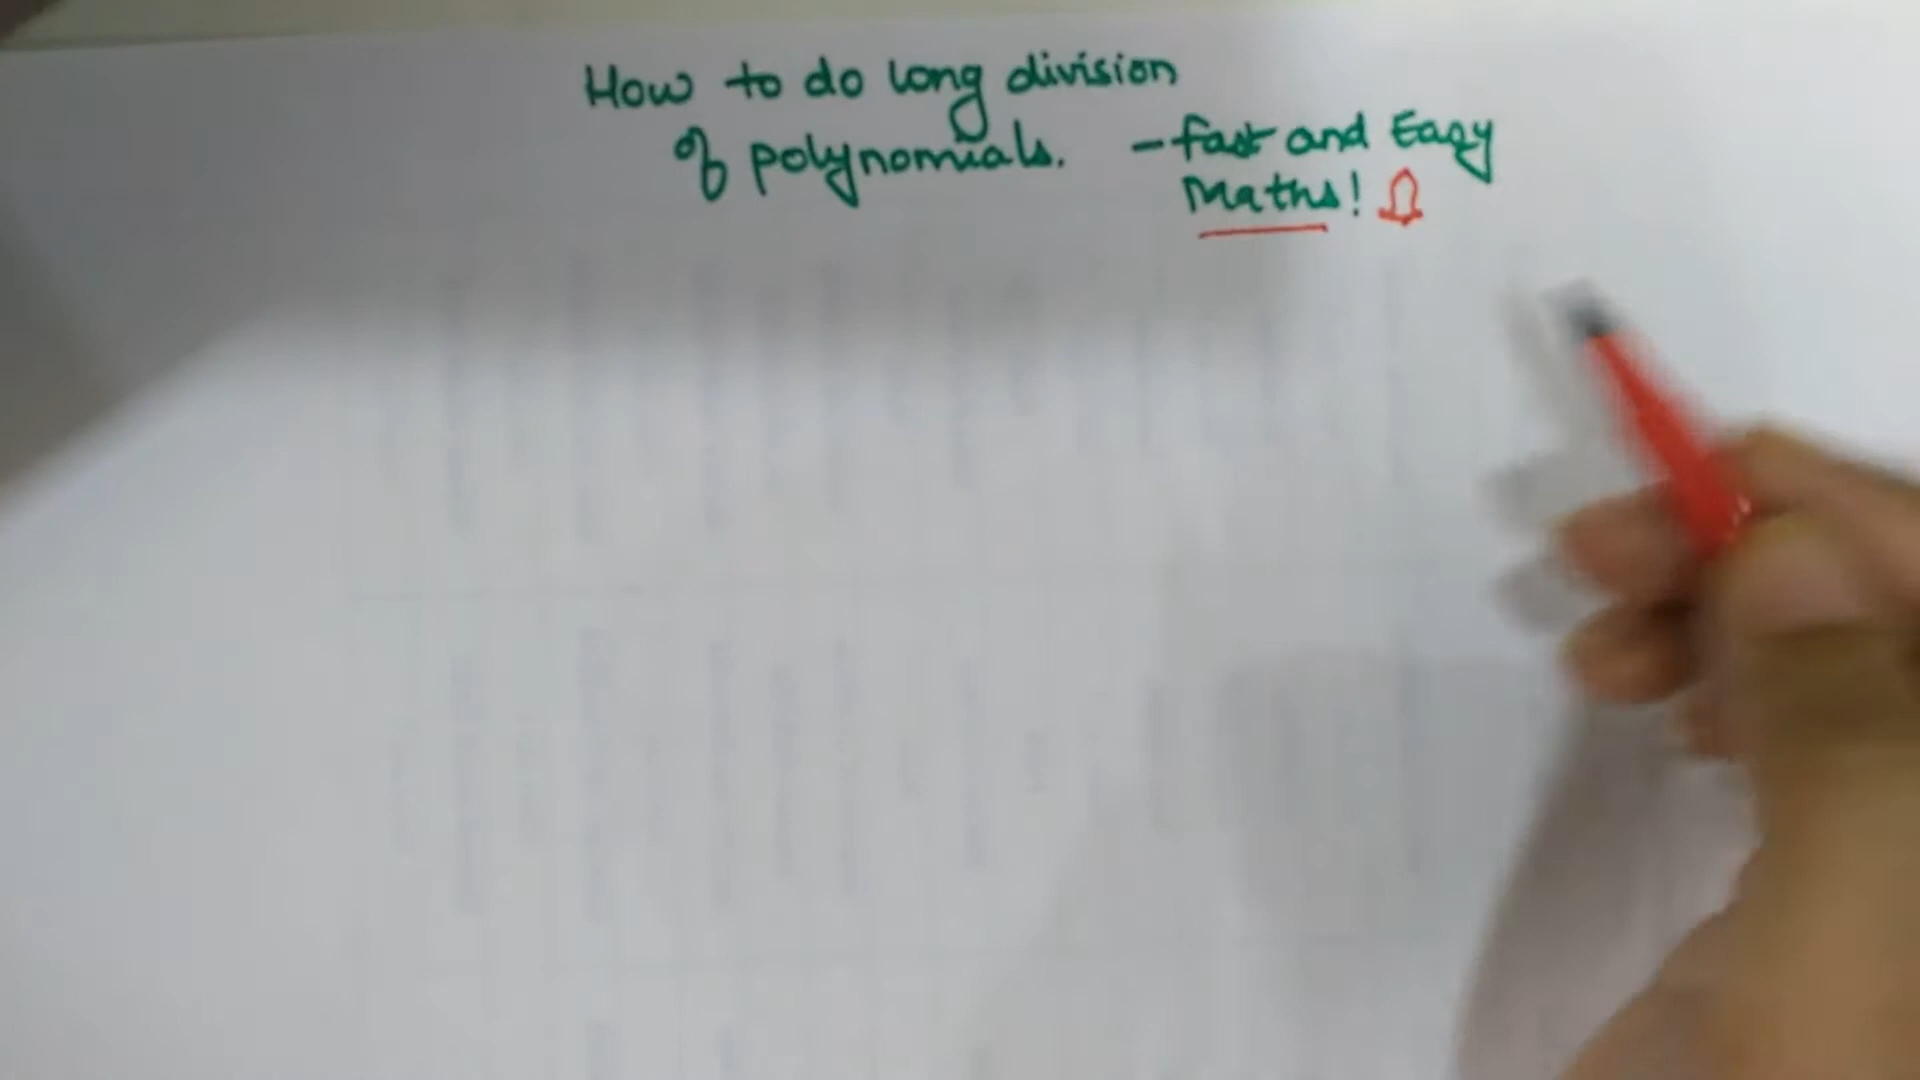 How to do long division
of polynomials. - fast and Easy
Maths!